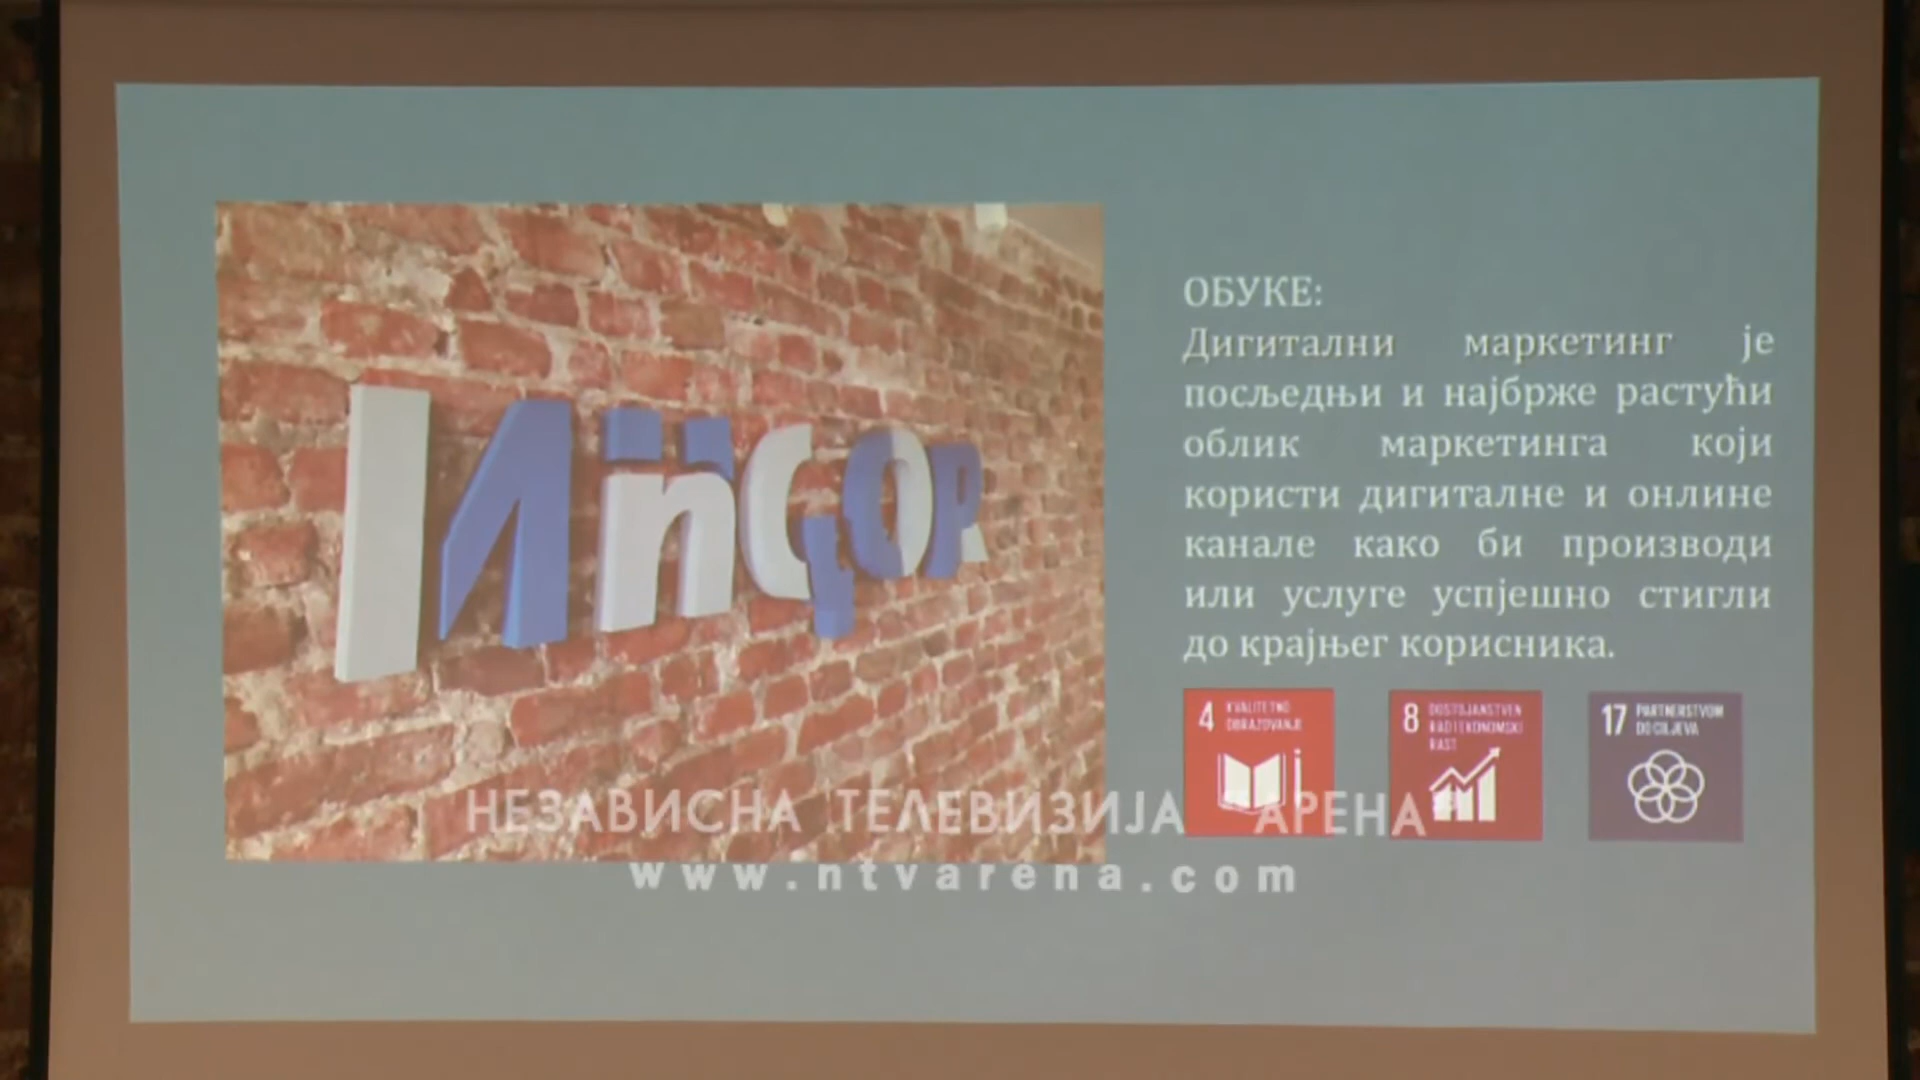 ОБУКЕ:
Дигитални маркетинг је
посљедњи и најбрже растући
облик маркетинга који
користи дигиталне и онлине
канале како би производи
или услуге успјешно стигли
до крајњег корисника.
4 KVALITETNO
OBRAZOVANJE
8 DOSTOJANSTVEN
RAD I EKONOMSKI
RAST
17 PARTNERSTVOM
DO CILJEVA
НЕЗАВИСНА ТЕЛЕВИЗИЈА АРЕНА
www.ntvarena.com